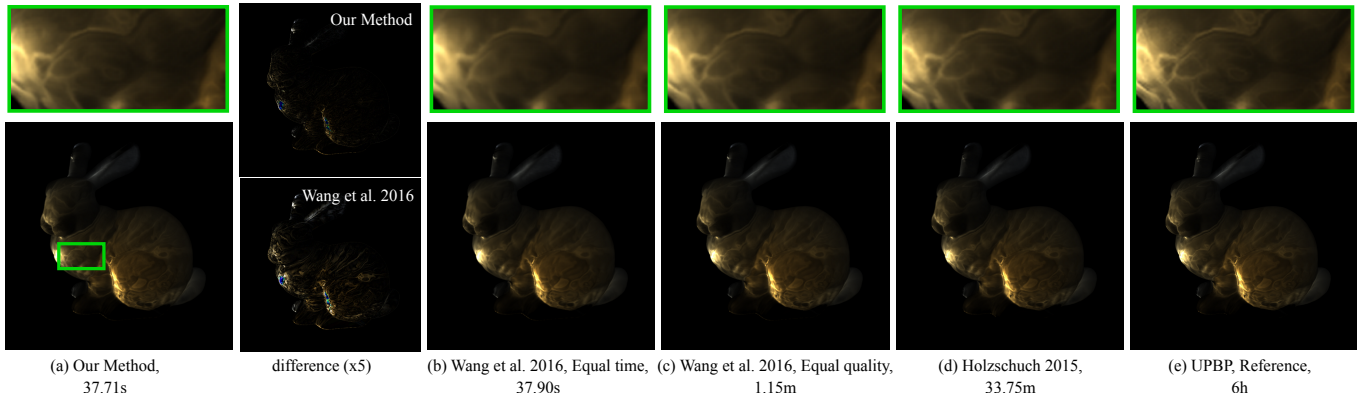 Our Method
Wang et al. 2016
(a) Our Method,
37.71s
difference (x5)
(b) Wang et al. 2016, Equal time,
37.90s
(c) Wang et al. 2016, Equal quality,
1.15m
(d) Holzschuch 2015,
33.75m
(e) UPBP, Reference,
6h